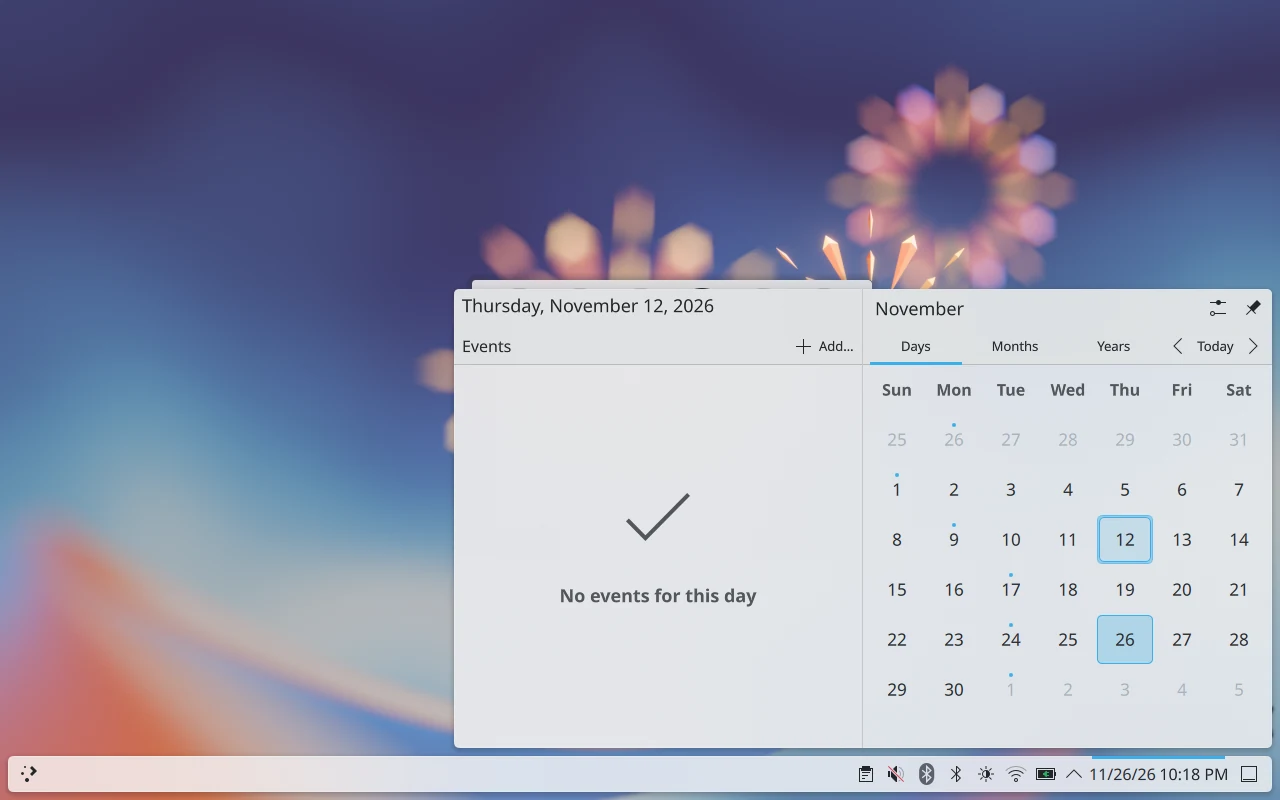 Thursday, November 12, 2026
Events
Add...
November
Days Months Years Today
Sun Mon Tue Wed Thu Fri Sat
25 26 27 28 29 30 31
1 2 3 4 5 6 7
8 9 10 11 12 13 14
15 16 17 18 19 20 21
22 23 24 25 26 27 28
29 30 1 2 3 4 5
No events for this day
11/26/26 10:18 PM